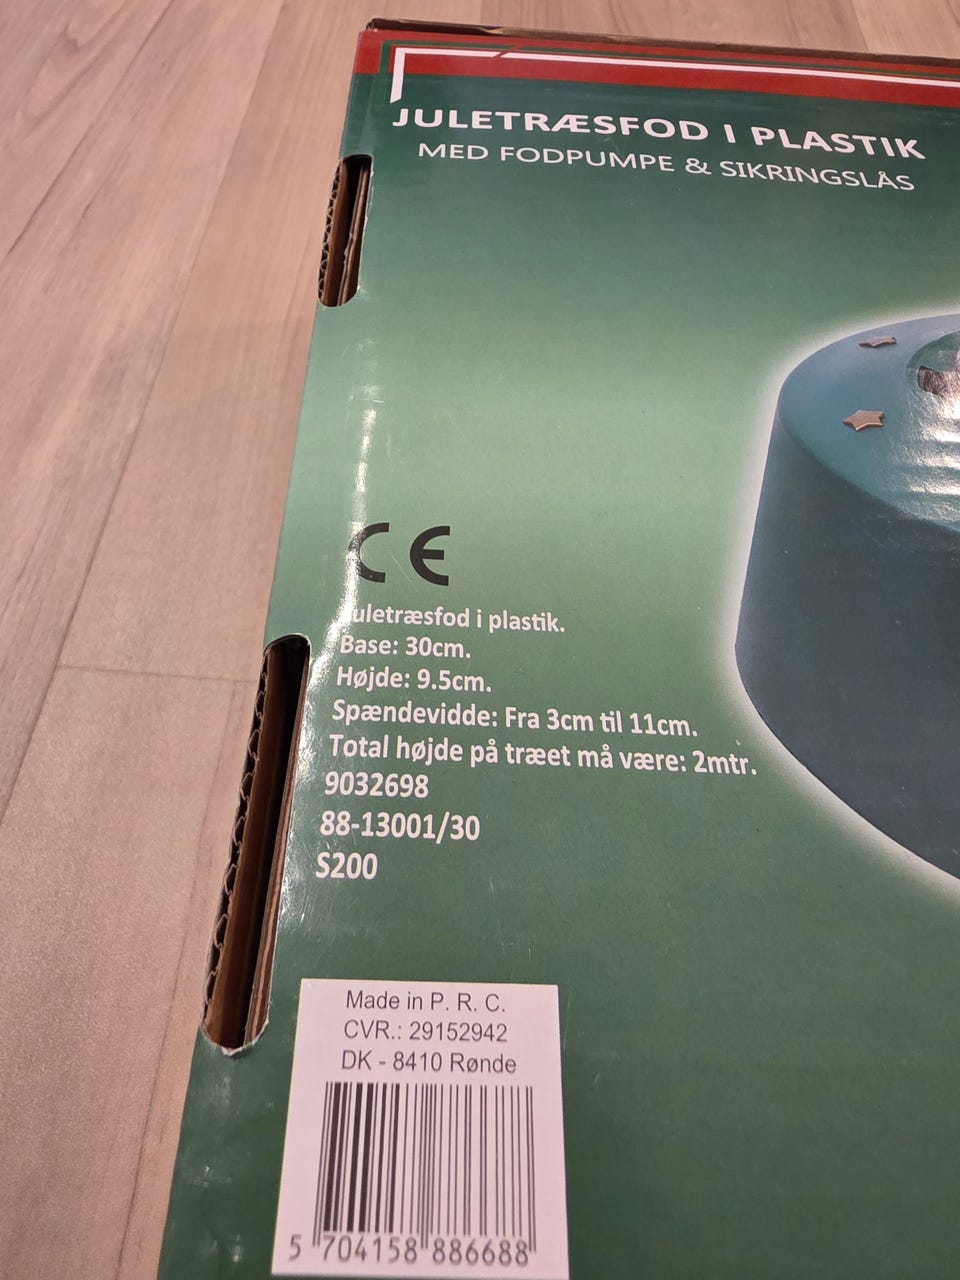 JULETRÆSFOD I PLASTIK
MED FODPUMPE & SIKRINGSLÅS
CE
Juletræsfod i plastik.
Base: 30cm.
Højde: 9.5cm.
Spændevidde: Fra 3cm til 11cm.
Total højde på træet må være: 2mtr.
9032698
88-13001/30
S200
Made in P. R. C.
CVR.: 29152942
DK - 8410 Rønde
5 704158 886688